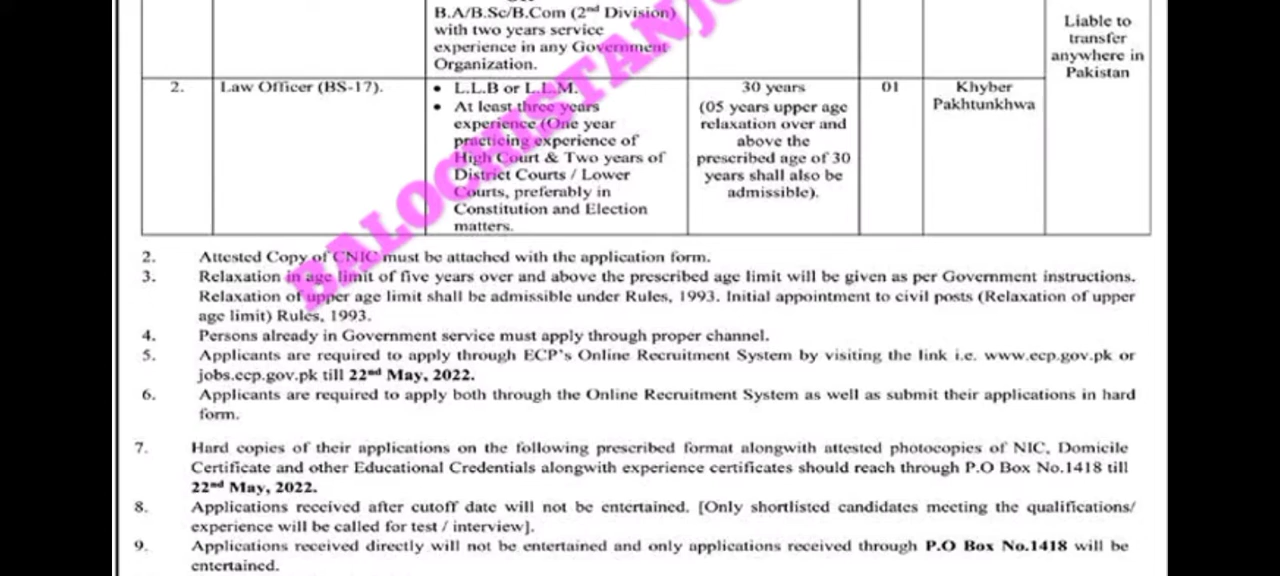 B.A/B.Sc/B.Com (2nd Division)
with two years service
experience in any Government
Organization.
Liable to
transfer
anywhere in
Pakistan
2.
Law Officer (BS-17).
• L.L.B or L.L.M.
• At least three years
experience (One year
practicing experience of
High Court & Two years of
District Courts / Lower
Courts, preferably in
Constitution and Election
matters.
30 years
(05 years upper age
relaxation over and
above the
prescribed age of 30
years shall also be
admissible).
01
Khyber
Pakhtunkhwa
2. Attested Copy of CNIC must be attached with the application form.
3. Relaxation in age limit of five years over and above the prescribed age limit will be given as per Government instructions.
Relaxation of upper age limit shall be admissible under Rules, 1993. Initial appointment to civil posts (Relaxation of upper
age limit) Rules, 1993.
4. Persons already in Government service must apply through proper channel.
5. Applicants are required to apply through ECP's Online Recruitment System by visiting the link i.e. www.ecp.gov.pk or
jobs.ecp.gov.pk till 22nd May, 2022.
6. Applicants are required to apply both through the Online Recruitment System as well as submit their applications in hard
form.
7. Hard copies of their applications on the following prescribed format alongwith attested photocopies of NIC, Domicile
Certificate and other Educational Credentials alongwith experience certificates should reach through P.O Box No.1418 till
22nd May, 2022.
8. Applications received after cutoff date will not be entertained. [Only shortlisted candidates meeting the qualifications/
experience will be called for test / interview].
9. Applications received directly will not be entertained and only applications received through P.O Box No.1418 will be
entertained.
BALOCHISTANJO